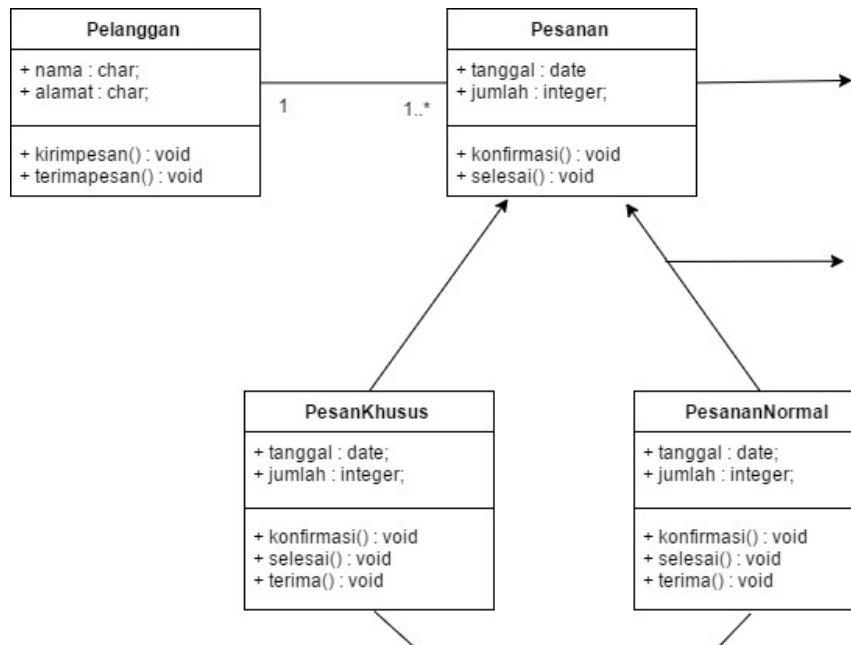 Pelanggan
+ nama : char;
+ alamat : char;
+ kirimpesan() : void
+ terimapesan() : void
1
1..*
Pesanan
+ tanggal : date
+ jumlah : integer;
+ konfirmasi() : void
+ selesai() : void
PesanKhusus
+ tanggal : date;
+ jumlah : integer;
+ konfirmasi() : void
+ selesai() : void
+ terima() : void
PesananNormal
+ tanggal : date;
+ jumlah : integer;
+ konfirmasi() : void
+ selesai() : void
+ terima() : void